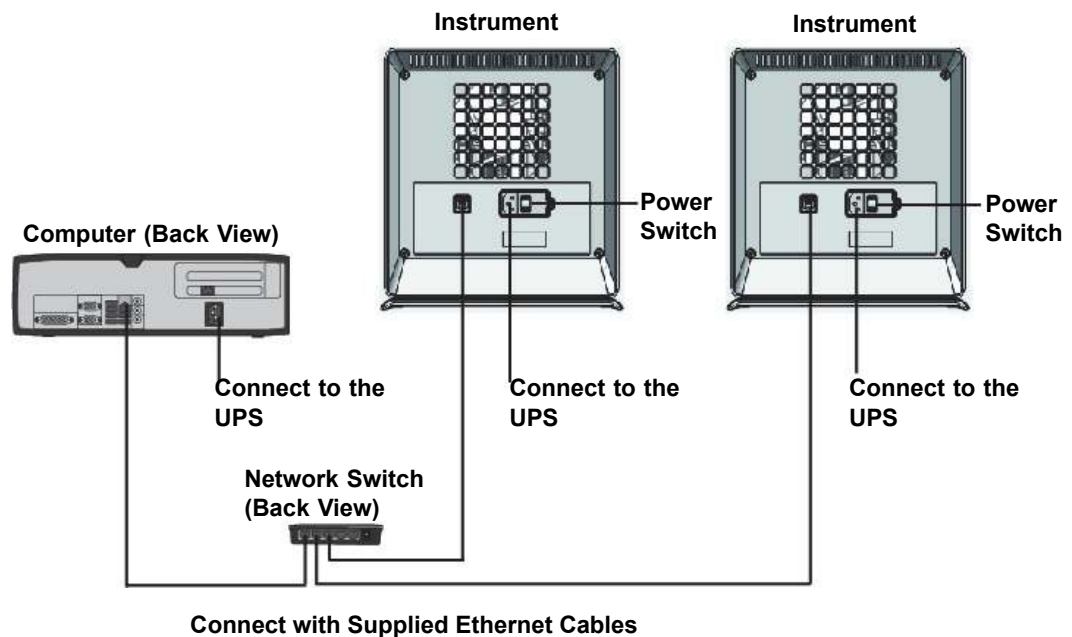 Instrument
Instrument
Power
Switch
Power
Switch
Computer (Back View)
Connect to the
UPS
Connect to the
UPS
Connect to the
UPS
Network Switch
(Back View)
Connect with Supplied Ethernet Cables